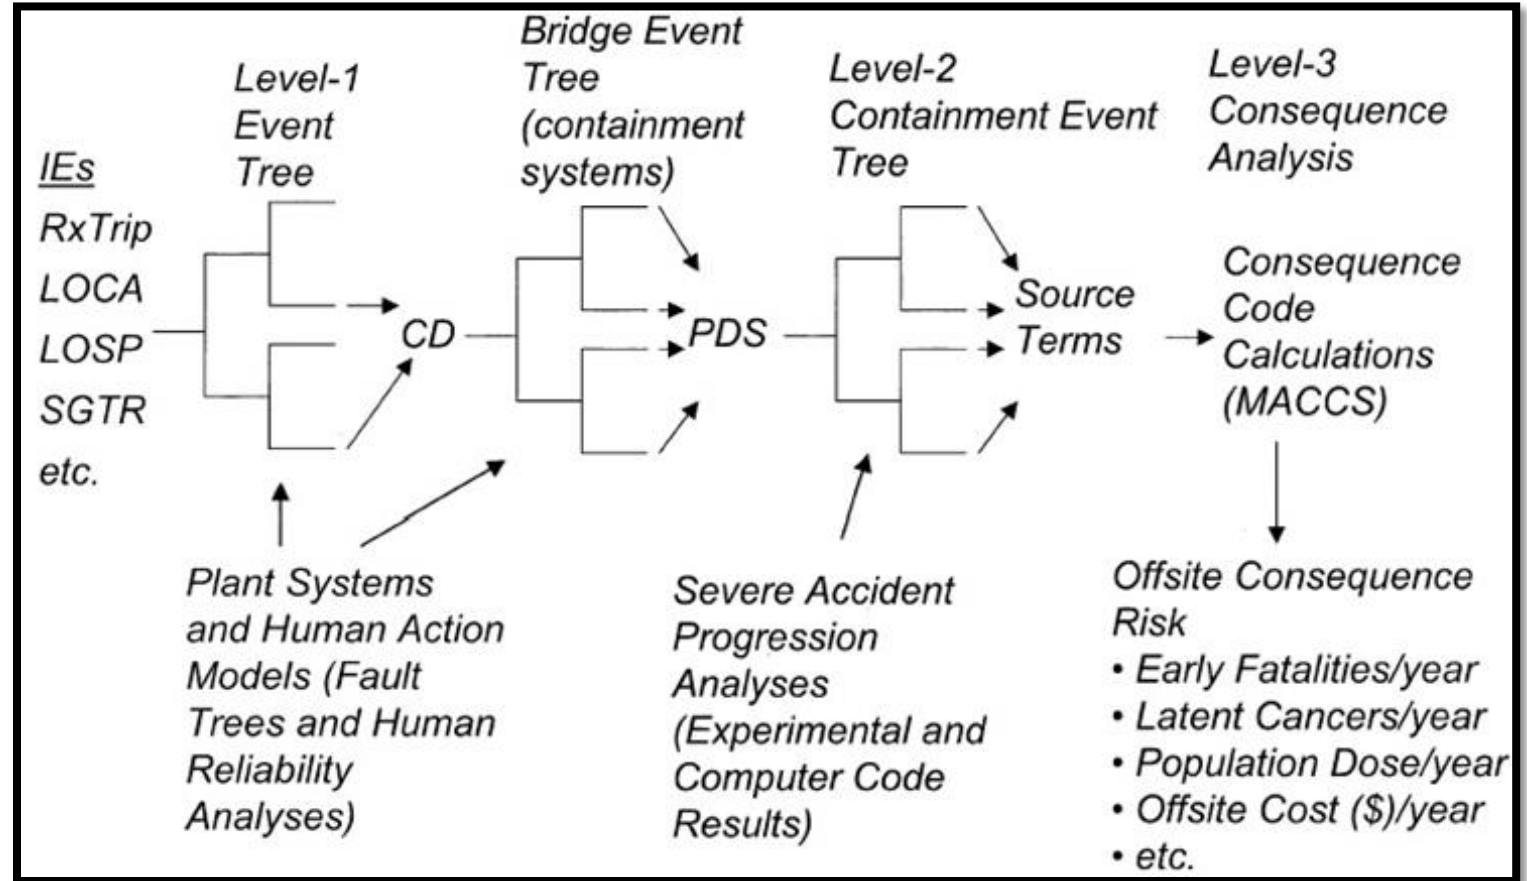 IEs
RxTrip
LOCA
LOSP
SGTR
etc.
Level-1
Event
Tree
CD
Bridge Event
Tree
(containment
systems)
PDS
Level-2
Containment Event
Tree
Source
Terms
Level-3
Consequence
Analysis
Consequence
Code
Calculations
(MACCS)
Plant Systems
and Human Action
Models (Fault
Trees and Human
Reliability
Analyses)
Severe Accident
Progression
Analyses
(Experimental and
Computer Code
Results)
Offsite Consequence
Risk
• Early Fatalities/year
• Latent Cancers/year
• Population Dose/year
• Offsite Cost ($)/year
• etc.